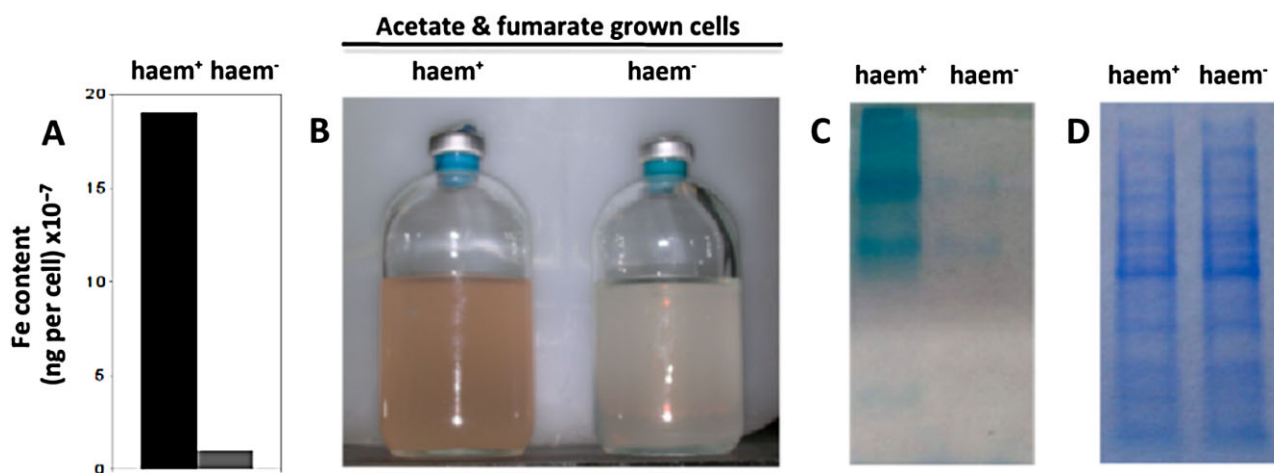 Acetate & fumarate grown cells
haem⁺ haem⁻
haem⁺ haem⁻
haem⁺ haem⁻
haem⁺ haem⁻
A
B
C
D
20
15
10
5
0
Fe content
(ng per cell) x10⁻⁷